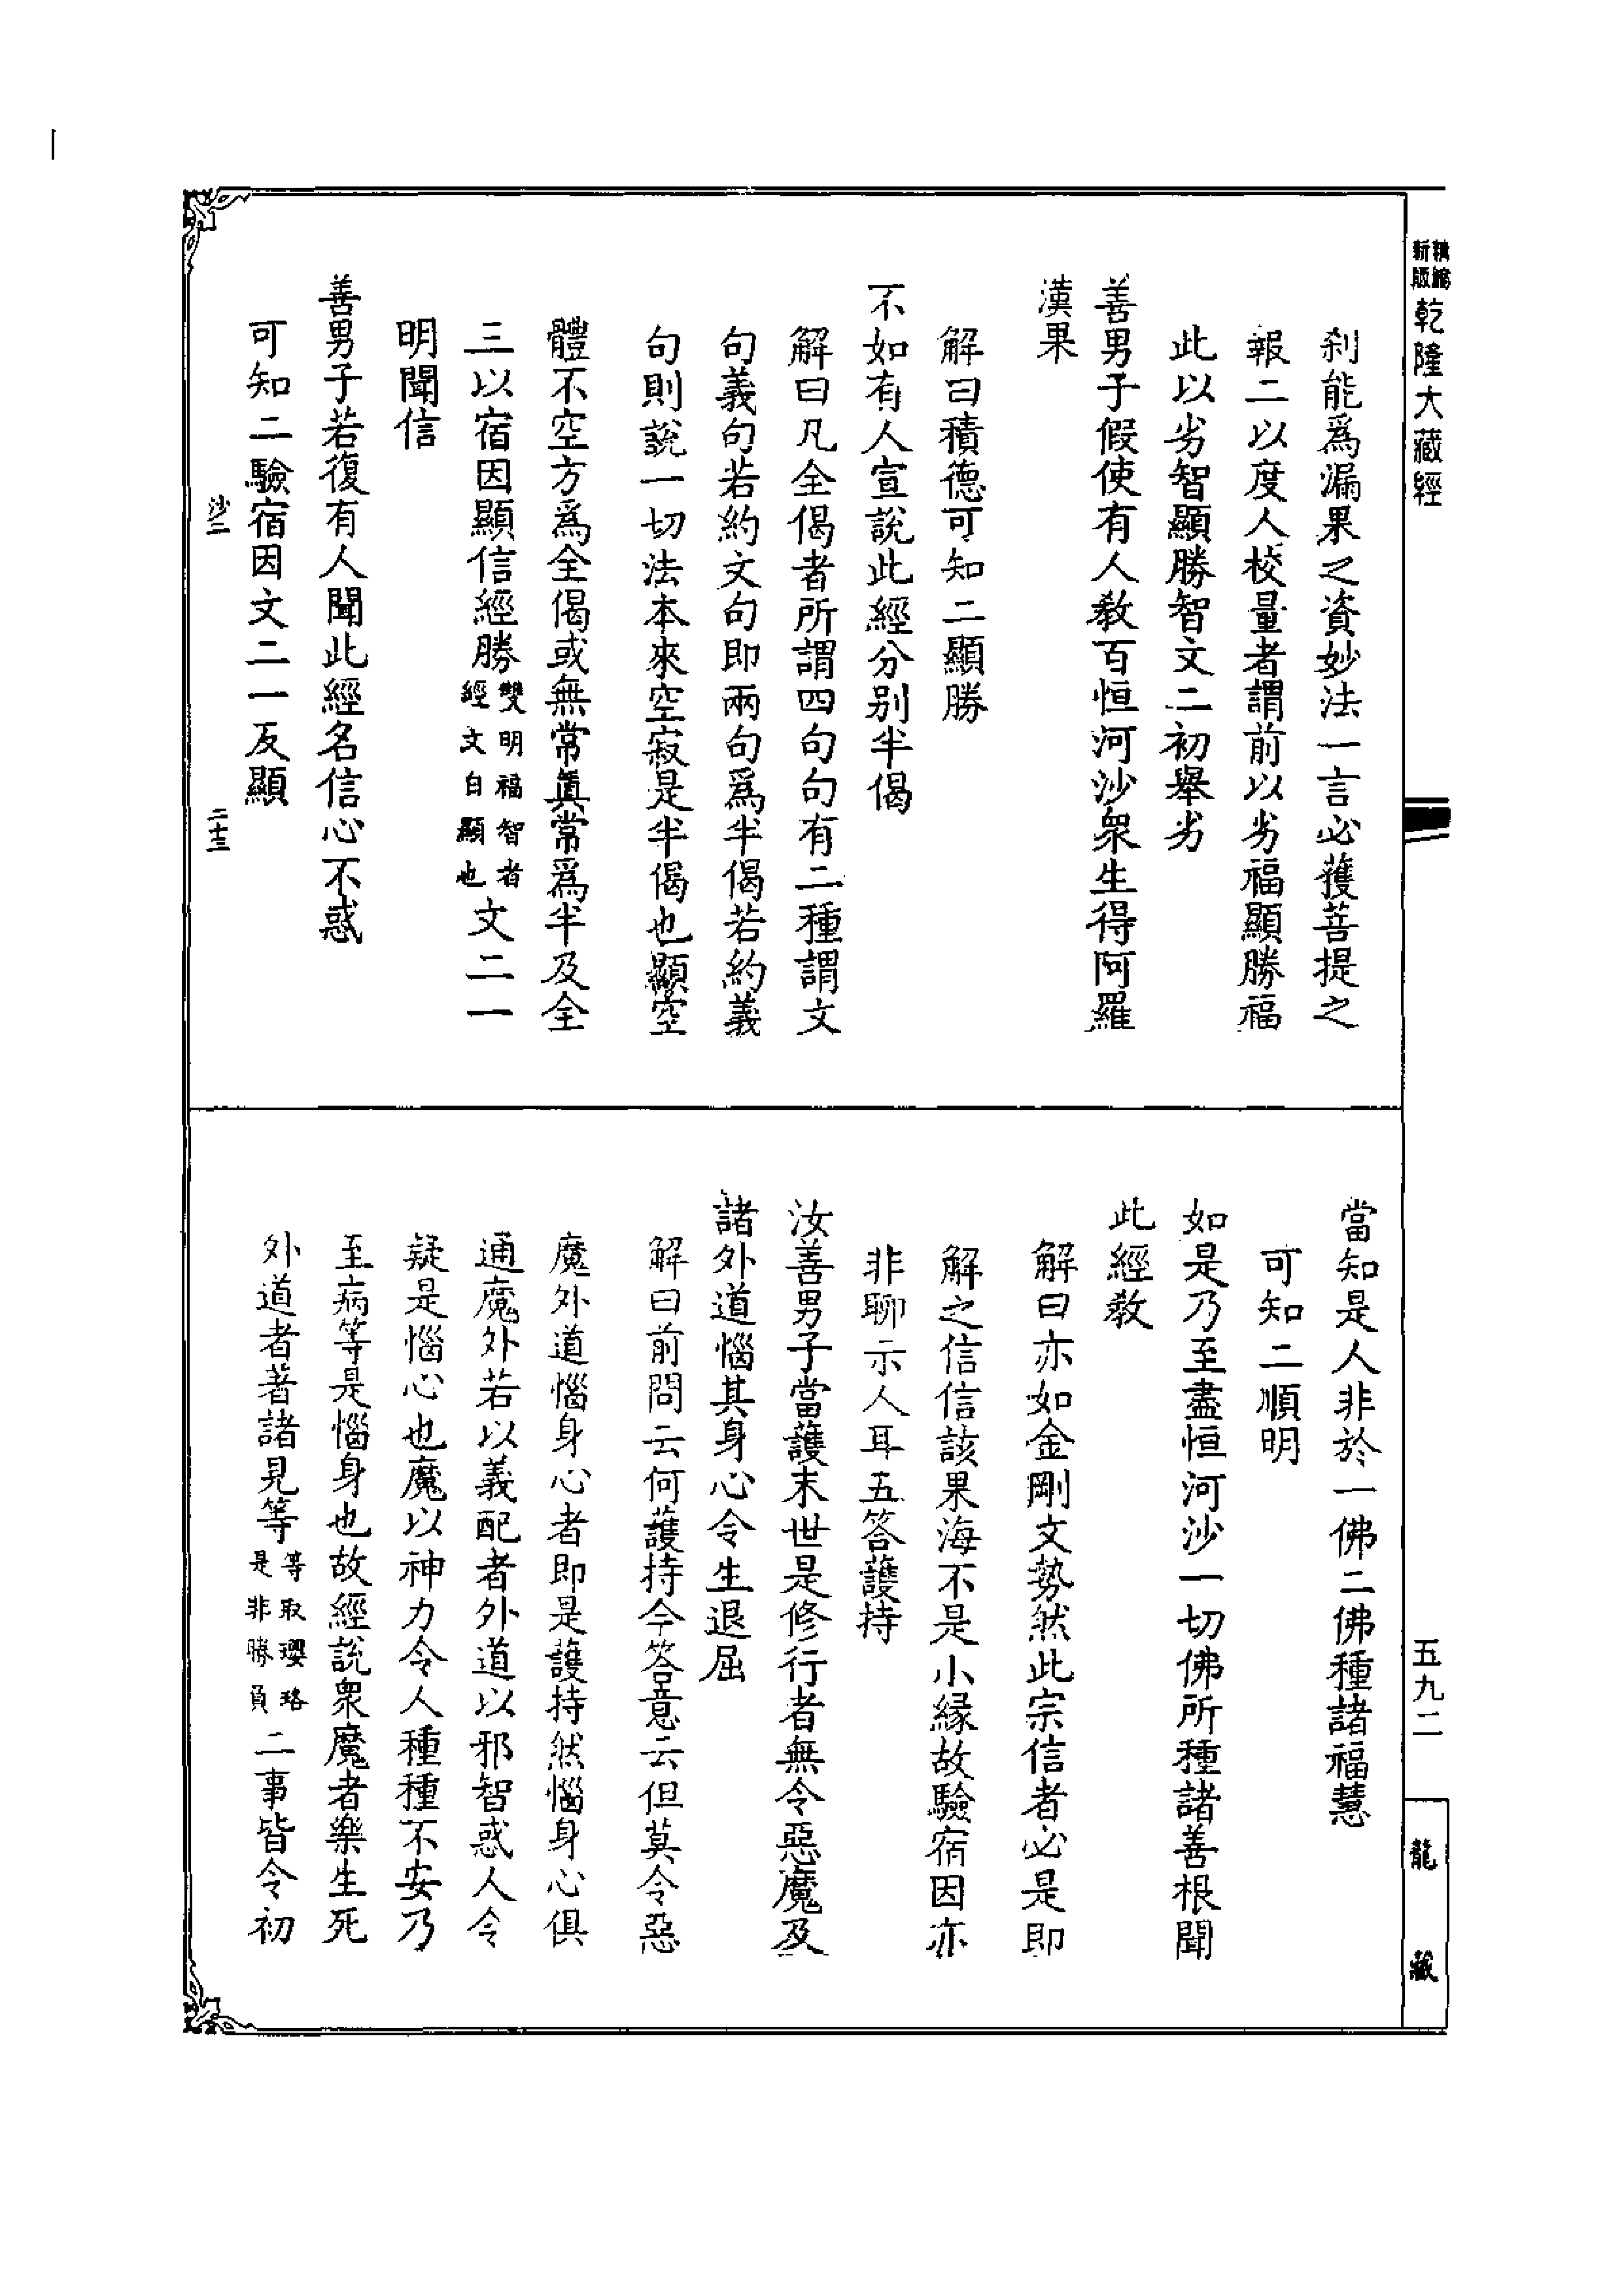 新版精縮
乾隆大藏經
刹能爲漏果之資妙法一言必獲菩提之
報二以度人校量者謂前以劣福顯勝福
此以劣智顯勝智文二初舉劣
善男子假使有人教百恒河沙衆生得阿羅
漢果
解曰積德可知二顯勝
不如有人宣說此經分別半偈
解曰凡全偈者所謂四句句有二種謂文
句義句若約文句即兩句爲半偈若約義
句則說一切法本來空寂是半偈也顯空
體不空方爲全偈或無常眞常爲半及全
三以宿因顯信經勝雙明福智者經文自顯也文二一
明聞信
善男子若復有人聞此經名信心不惑
可知二驗宿因文二一反顯
沙二
二十三
當知是人非於一佛二佛種諸福慧
可知二順明
如是乃至盡恒河沙一切佛所種諸善根聞
此經敎
解曰亦如金剛文勢然此宗信者必是即
解之信信該果海不是小緣故驗宿因亦
非聊示人耳五答護持
汝善男子當護末世是修行者無令惡魔及
諸外道惱其身心令生退屈
解曰前問云何護持今答意云但莫令惡
魔外道惱身心者即是護持然惱身心俱
通魔外若以義配者外道以邪智惑人令
疑是惱心也魔以神力令人種種不安乃
至病等是惱身也故經說衆魔者樂生死
外道者著諸見等等取瓔珞是非勝負二事皆令初
五九二
龍藏